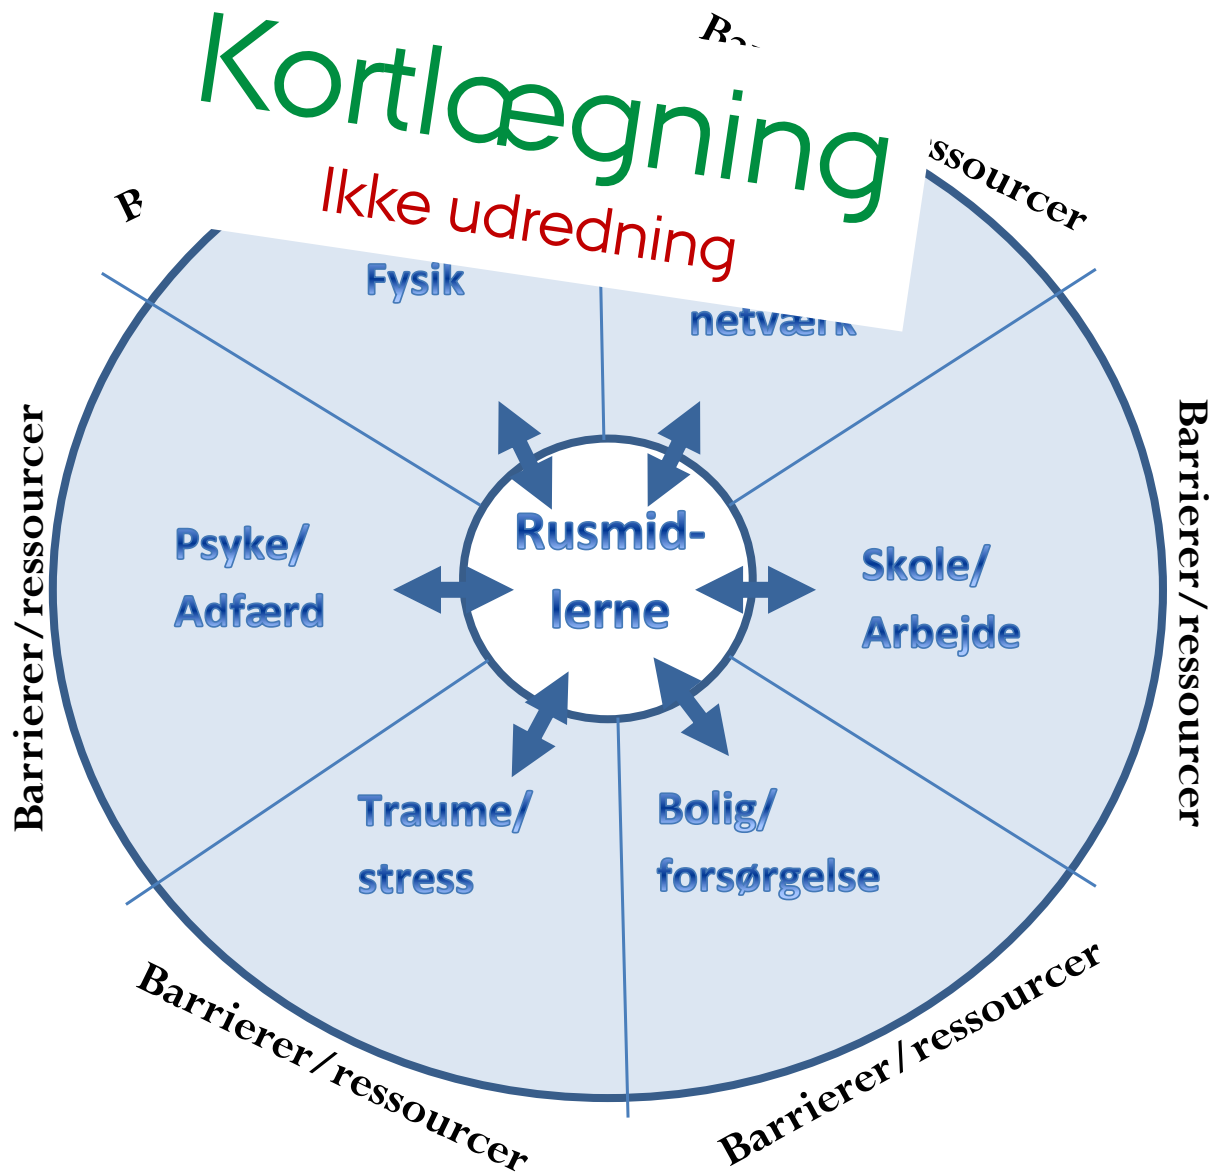 Kortlægning
Ikke udredning
ssourcer
Fysik
netværk
Barrierer/ressourcer
Barrierer/ressourcer
Rusmid-
lerne
Psyke/
Adfærd
Skole/
Arbejde
Traume/
stress
Bolig/
forsørgelse
Barrierer/ressourcer
Barrierer/ressourcer